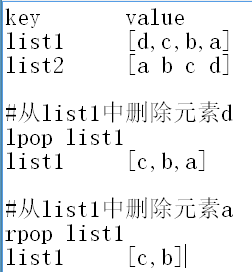 key value
list1 [d,c,b,a]
list2 [a b c d]
#从list1中删除元素d
lpop list1
list1 [c,b,a]
#从list1中删除元素a
rpop list1
list1 [c,b]